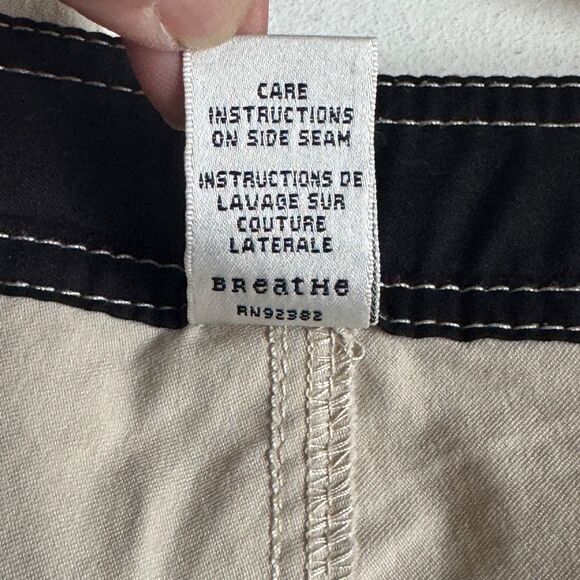 CARE
INSTRUCTIONS
ON SIDE SEAM
INSTRUCTIONS DE
LAVAGE SUR
COUTURE
LATERALE
BReatHe
RN92382